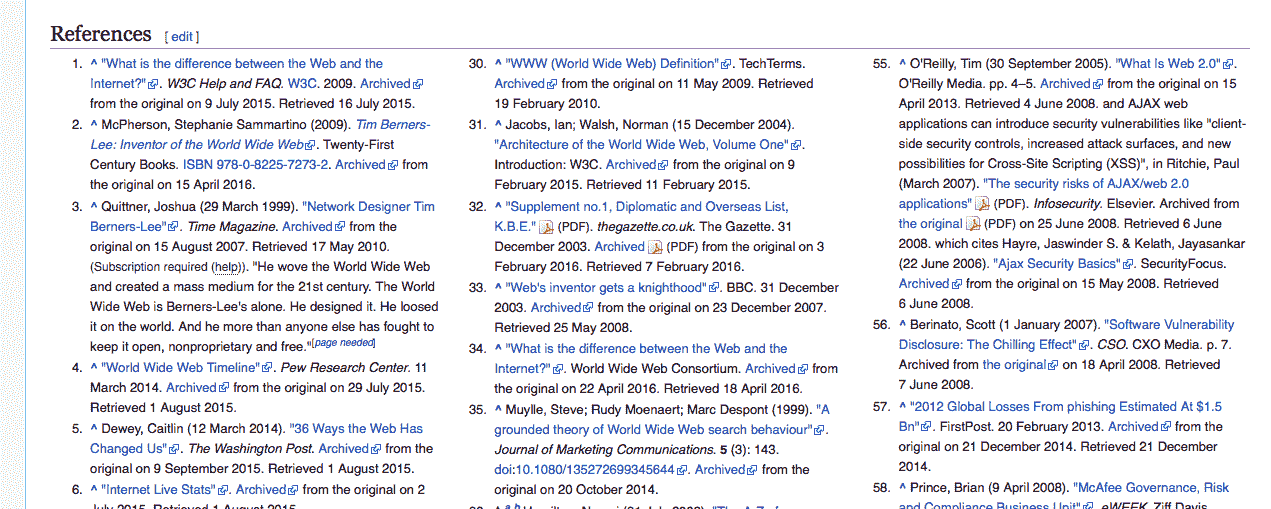 References [ edit ]
1. ^ "What is the difference between the Web and the
Internet?". W3C Help and FAQ. W3C. 2009. Archived
from the original on 9 July 2015. Retrieved 16 July 2015.
2. ^ McPherson, Stephanie Sammartino (2009). Tim Berners-
Lee: Inventor of the World Wide Web. Twenty-First
Century Books. ISBN 978-0-8225-7273-2. Archived from
the original on 15 April 2016.
3. ^ Quittner, Joshua (29 March 1999). "Network Designer Tim
Berners-Lee". Time Magazine. Archived from the
original on 15 August 2007. Retrieved 17 May 2010.
(Subscription required (help)). "He wove the World Wide Web
and created a mass medium for the 21st century. The World
Wide Web is Berners-Lee's alone. He designed it. He loosed
it on the world. And he more than anyone else has fought to
keep it open, nonproprietary and free."[page needed]
4. ^ "World Wide Web Timeline". Pew Research Center. 11
March 2014. Archived from the original on 29 July 2015.
Retrieved 1 August 2015.
5. ^ Dewey, Caitlin (12 March 2014). "36 Ways the Web Has
Changed Us". The Washington Post. Archived from the
original on 9 September 2015. Retrieved 1 August 2015.
6. ^ "Internet Live Stats". Archived from the original on 2
July 2015. Retrieved 1 August 2015.
30. ^ "WWW (World Wide Web) Definition". TechTerms.
Archived from the original on 11 May 2009. Retrieved
19 February 2010.
31. ^ Jacobs, Ian; Walsh, Norman (15 December 2004).
"Architecture of the World Wide Web, Volume One".
Introduction: W3C. Archived from the original on 9
February 2015. Retrieved 11 February 2015.
32. ^ "Supplement no.1, Diplomatic and Overseas List,
K.B.E." (PDF). thegazette.co.uk. The Gazette. 31
December 2003. Archived (PDF) from the original on 3
February 2016. Retrieved 7 February 2016.
33. ^ "Web's inventor gets a knighthood". BBC. 31 December
2003. Archived from the original on 23 December 2007.
Retrieved 25 May 2008.
34. ^ "What is the difference between the Web and the
Internet?". World Wide Web Consortium. Archived from
the original on 22 April 2016. Retrieved 18 April 2016.
35. ^ Muylle, Steve; Rudy Moenaert; Marc Despont (1999). "A
grounded theory of World Wide Web search behaviour".
Journal of Marketing Communications. 5 (3): 143.
doi:10.1080/135272699345644. Archived from the
original on 20 October 2014.
55. ^ O'Reilly, Tim (30 September 2005). "What Is Web 2.0".
O'Reilly Media. pp. 4–5. Archived from the original on 15
April 2013. Retrieved 4 June 2008. and AJAX web
applications can introduce security vulnerabilities like "client-
side security controls, increased attack surfaces, and new
possibilities for Cross-Site Scripting (XSS)", in Ritchie, Paul
(March 2007). "The security risks of AJAX/web 2.0
applications" (PDF). Infosecurity. Elsevier. Archived from
the original (PDF) on 25 June 2008. Retrieved 6 June
2008. which cites Hayre, Jaswinder S. & Kelath, Jayasankar
(22 June 2006). "Ajax Security Basics". SecurityFocus.
Archived from the original on 15 May 2008. Retrieved
6 June 2008.
56. ^ Berinato, Scott (1 January 2007). "Software Vulnerability
Disclosure: The Chilling Effect". CSO. CXO Media. p. 7.
Archived from the original on 18 April 2008. Retrieved
7 June 2008.
57. ^ "2012 Global Losses From phishing Estimated At $1.5
Bn". FirstPost. 20 February 2013. Archived from the
original on 21 December 2014. Retrieved 21 December
2014.
58. ^ Prince, Brian (9 April 2008). "McAfee Governance, Risk
and Compliance Business Unit". eWEEK. Ziff Davis